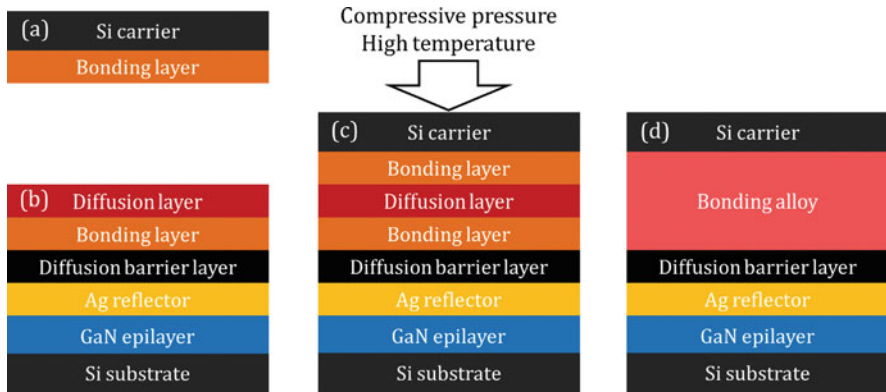 (a)
Si carrier
Bonding layer
(b)
Diffusion layer
Bonding layer
Diffusion barrier layer
Ag reflector
GaN epilayer
Si substrate
Compressive pressure
High temperature
(c)
Si carrier
Bonding layer
Diffusion layer
Bonding layer
Diffusion barrier layer
Ag reflector
GaN epilayer
Si substrate
(d)
Si carrier
Bonding alloy
Diffusion barrier layer
Ag reflector
GaN epilayer
Si substrate